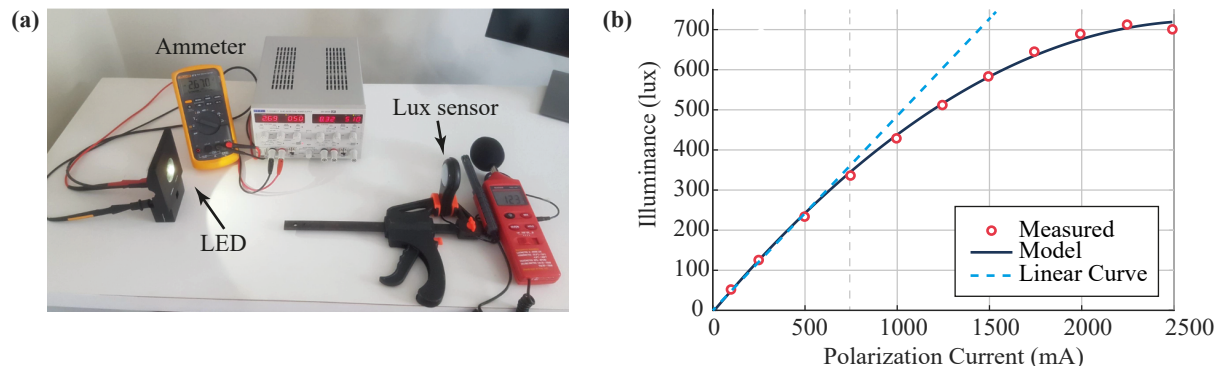 (a)
Ammeter
Lux sensor
LED
(b)
Illuminance (lux)
700
600
500
400
300
200
100
0
Measured
Model
Linear Curve
0 500 1000 1500 2000 2500
Polarization Current (mA)